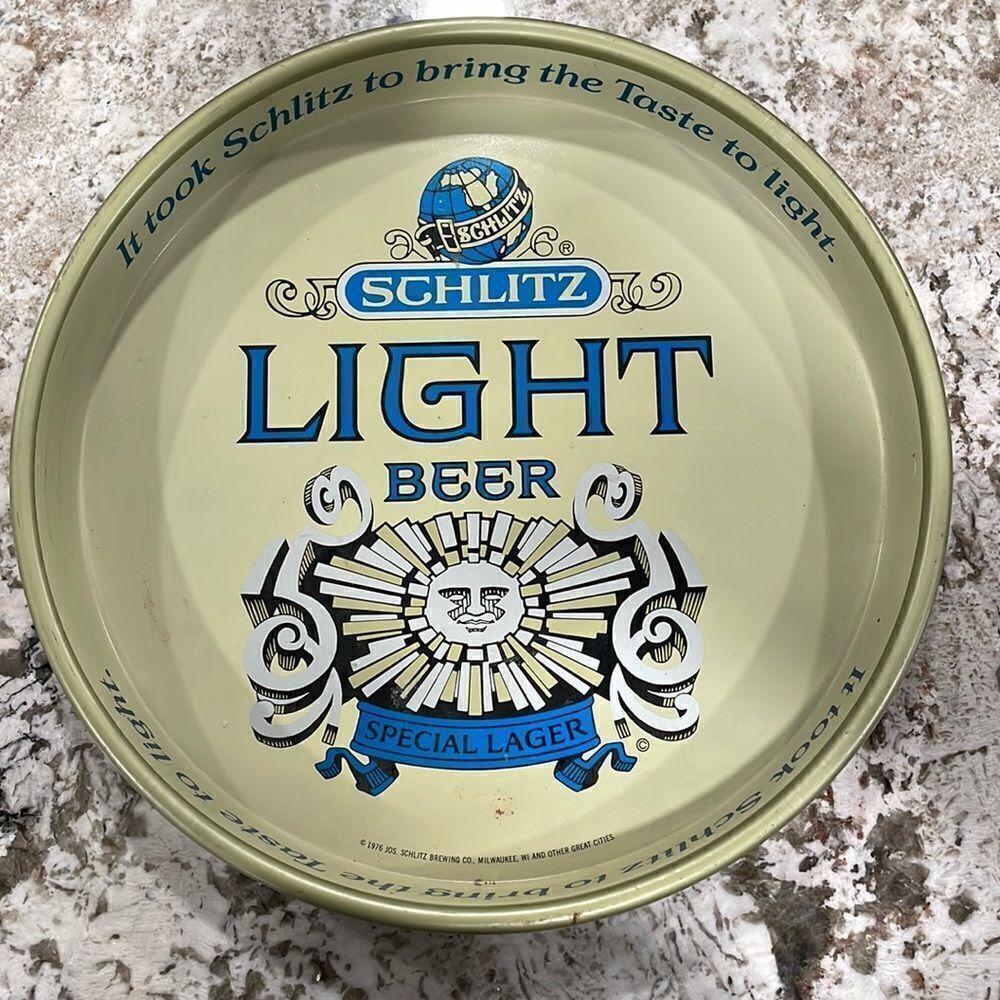 It took Schlitz to bring the Taste to light.
SCHLITZ
®
SCHLITZ
LIGHT
BEER
SPECIAL LAGER
©
© 1976 JOS. SCHLITZ BREWING CO., MILWAUKEE, WI AND OTHER GREAT CITIES
It took Schlitz to bring the Taste to light.